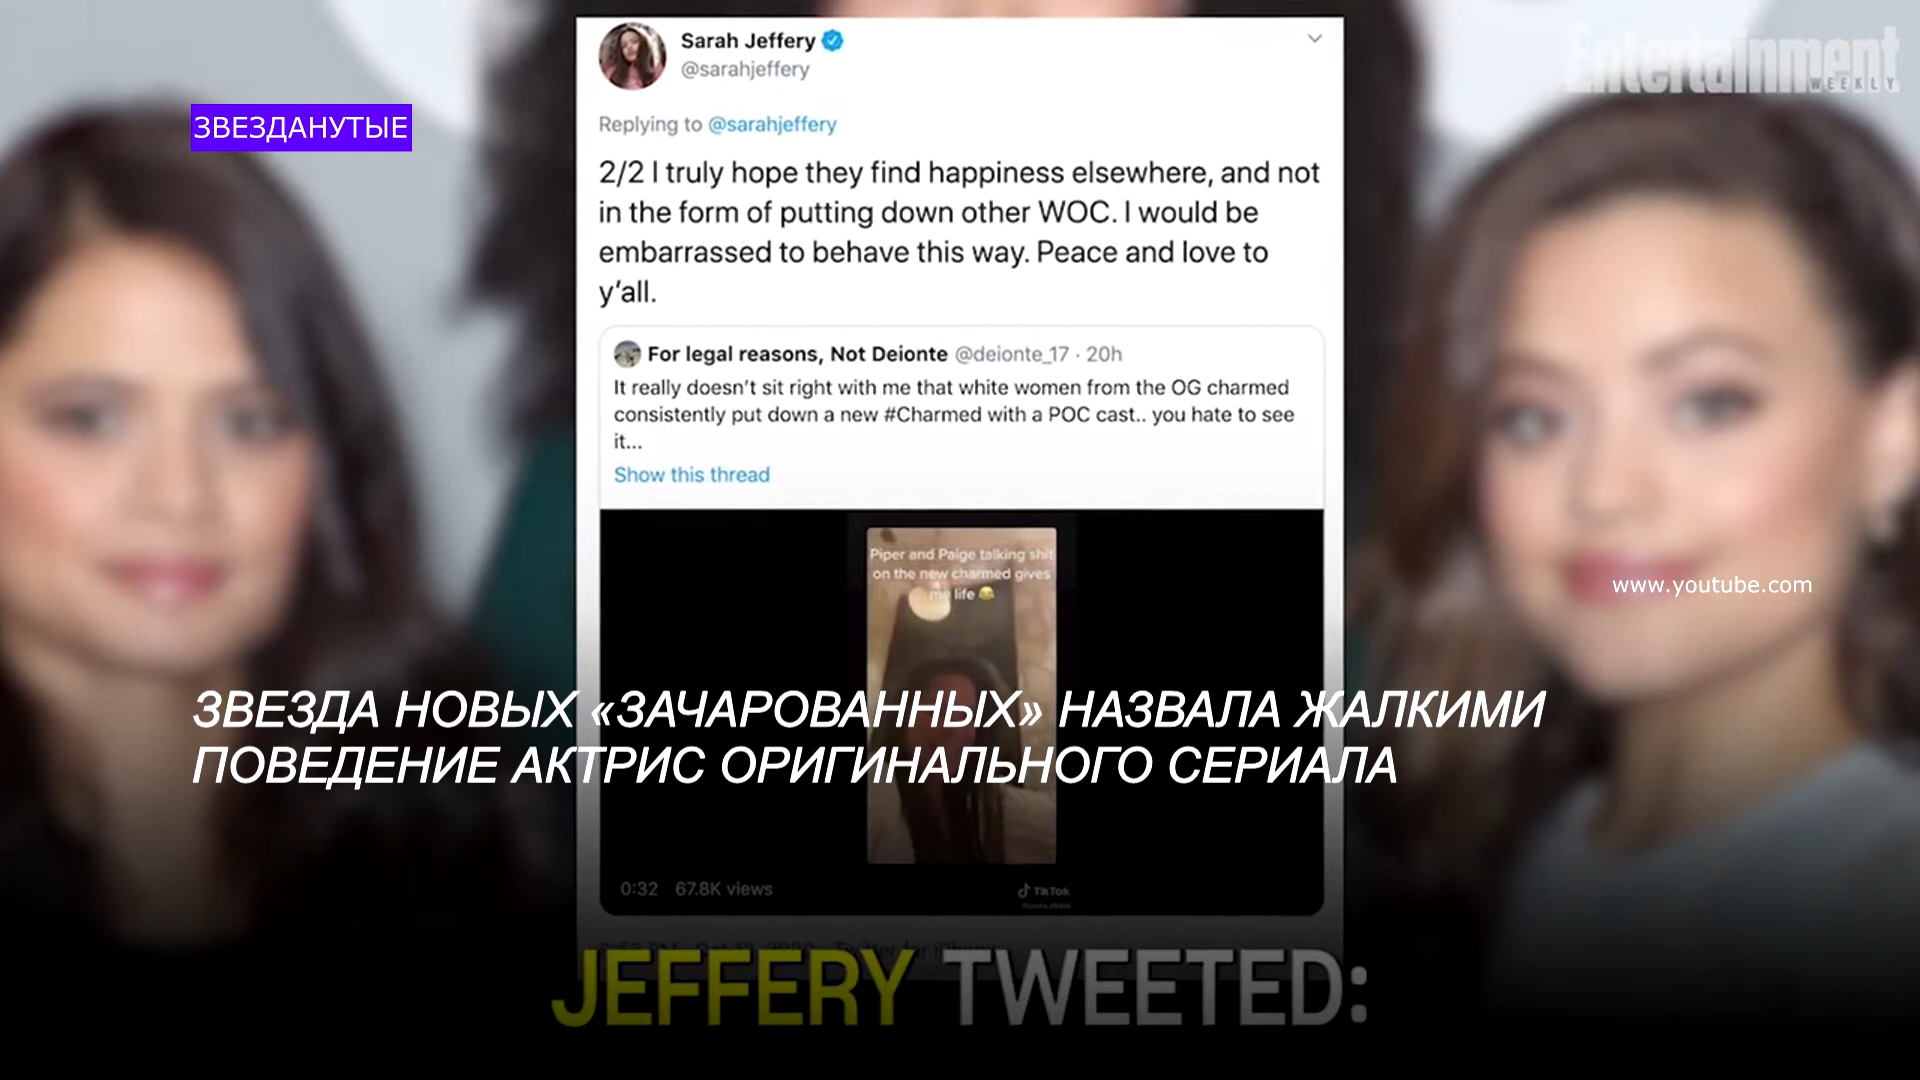 Entertainment
WEEKLY
Sarah Jeffery
@sarahjeffery
ЗВЕЗДАНУТЫЕ
Replying to @sarahjeffery
2/2 I truly hope they find happiness elsewhere, and not
in the form of putting down other WOC. I would be
embarrassed to behave this way. Peace and love to
y'all.
For legal reasons, Not Deionte @deionte_17 · 20h
It really doesn't sit right with me that white women from the OG charmed
consistently put down a new #Charmed with a POC cast.. you hate to see
it...
Show this thread
Piper and Paige talking shit
on the new charmed gives
me life 😂
www.youtube.com
ЗВЕЗДА НОВЫХ «ЗАЧАРОВАННЫХ» НАЗВАЛА ЖАЛКИМИ
ПОВЕДЕНИЕ АКТРИС ОРИГИНАЛЬНОГО СЕРИАЛА
0:32 67.8K views
TikTok
JEFFERY TWEETED: